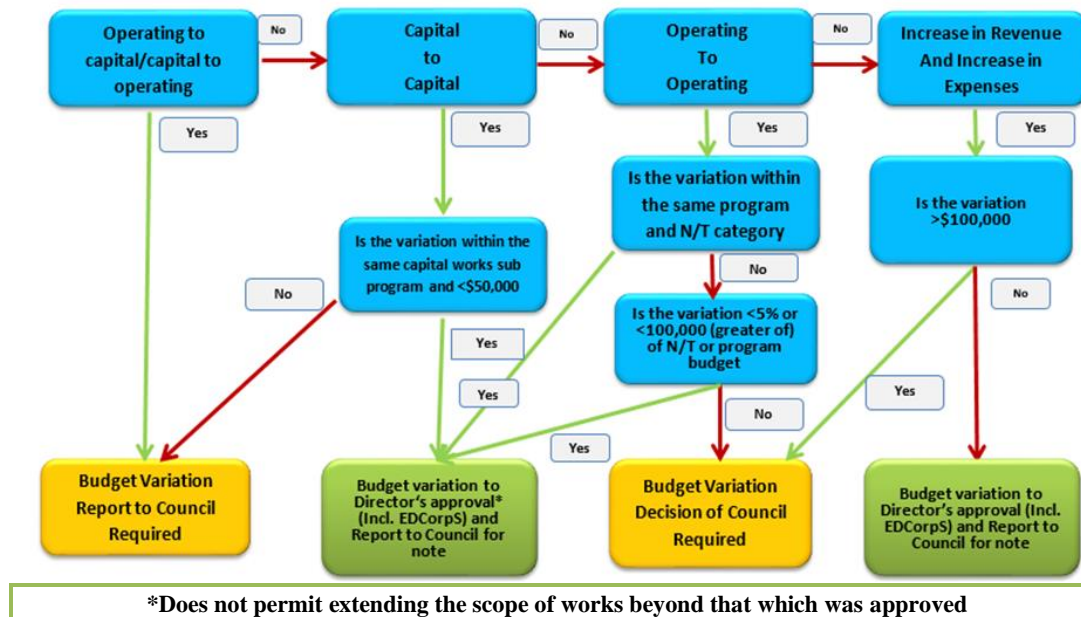 Operating to
capital/capital to
operating
No
Capital
to
Capital
No
Operating
To
Operating
No
Increase in Revenue
And Increase in
Expenses
Yes
Yes
Yes
Yes
Is the variation within
the same program
and N/T category
Is the variation
>$100,000
Is the variation within the
same capital works sub
program and <$50,000
No
No
No
Is the variation <5% or
<100,000 (greater of)
of N/T or program
budget
Yes
Yes
Yes
No
Yes
Budget Variation
Report to Council
Required
Budget variation to
Director's approval*
(Incl. EDCorpS) and
Report to Council for
note
Budget Variation
Decision of Council
Required
Budget variation to
Director's approval (Incl.
EDCorpS) and Report to
Council for note
*Does not permit extending the scope of works beyond that which was approved